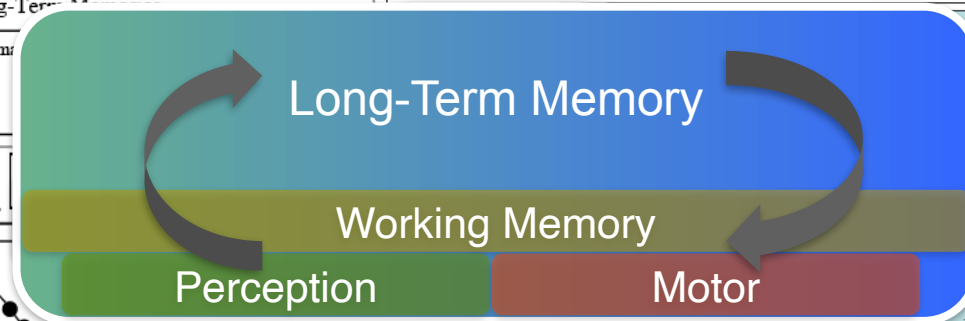 Long-Term Memory
Working Memory
Perception
Motor